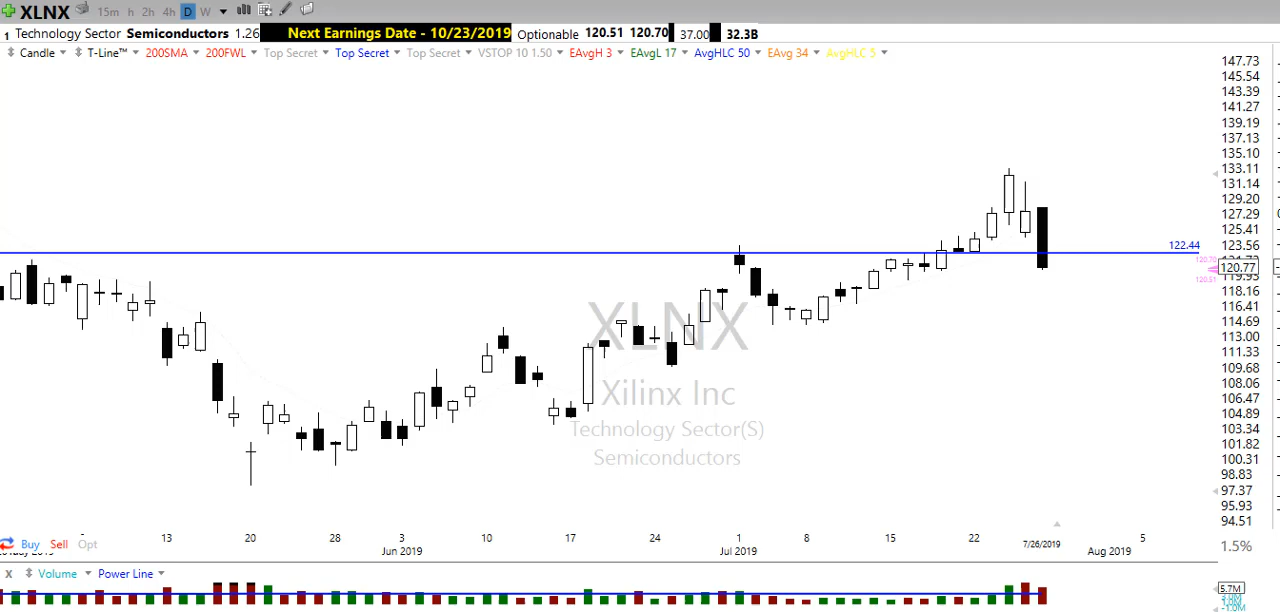 XLNX 15m h 2h 4h D W
1 Technology Sector Semiconductors 1.26 Next Earnings Date - 10/23/2019 Optionable 120.51 120.70 37.00 32.3B
Candle T-Line™ 200SMA 200FWL Top Secret Top Secret Top Secret VSTOP 10 1.50 EAvgH 3 EAvgL 17 AvgHLC 50 EAvg 34 AvgHLC 5
147.73
145.54
143.39
141.27
139.19
137.13
135.10
133.11
131.14
129.20
127.29
125.41
122.44
123.56
120.70
120.77
119.93
120.51
118.16
116.41
114.69
113.00
111.33
109.68
108.06
106.47
104.89
103.34
101.82
100.31
98.83
97.37
95.93
94.51
XLNX
Xilinx Inc
Technology Sector(S)
Semiconductors
13 20 28 3 10 17 24 1 8 15 22 5
Buy Sell Opt
Jun 2019 Jul 2019 7/26/2019 Aug 2019 1.5%
X Volume Power Line
5.7M
-1.0M